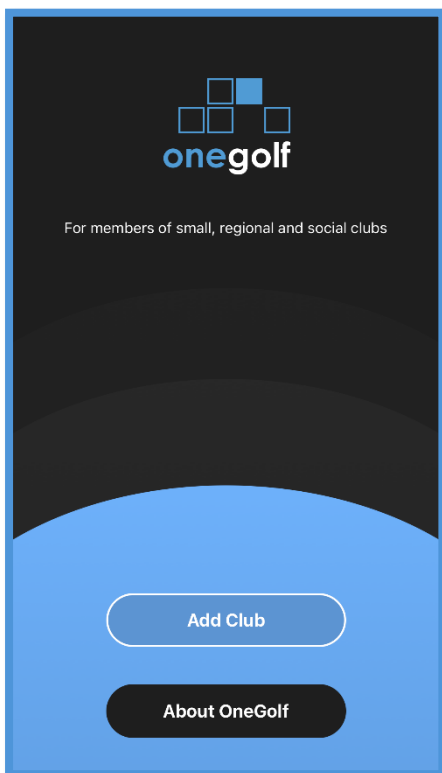 onegolf
For members of small, regional and social clubs
Add Club
About OneGolf